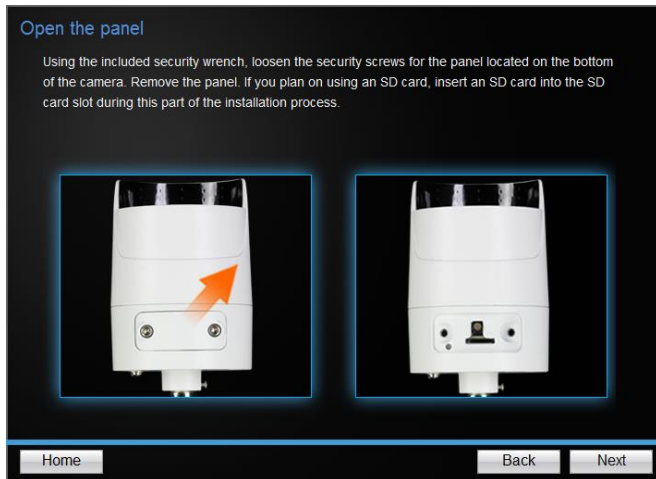 Open the panel
Using the included security wrench, loosen the security screws for the panel located on the bottom
of the camera. Remove the panel. If you plan on using an SD card, insert an SD card into the SD
card slot during this part of the installation process.
Home
Back
Next